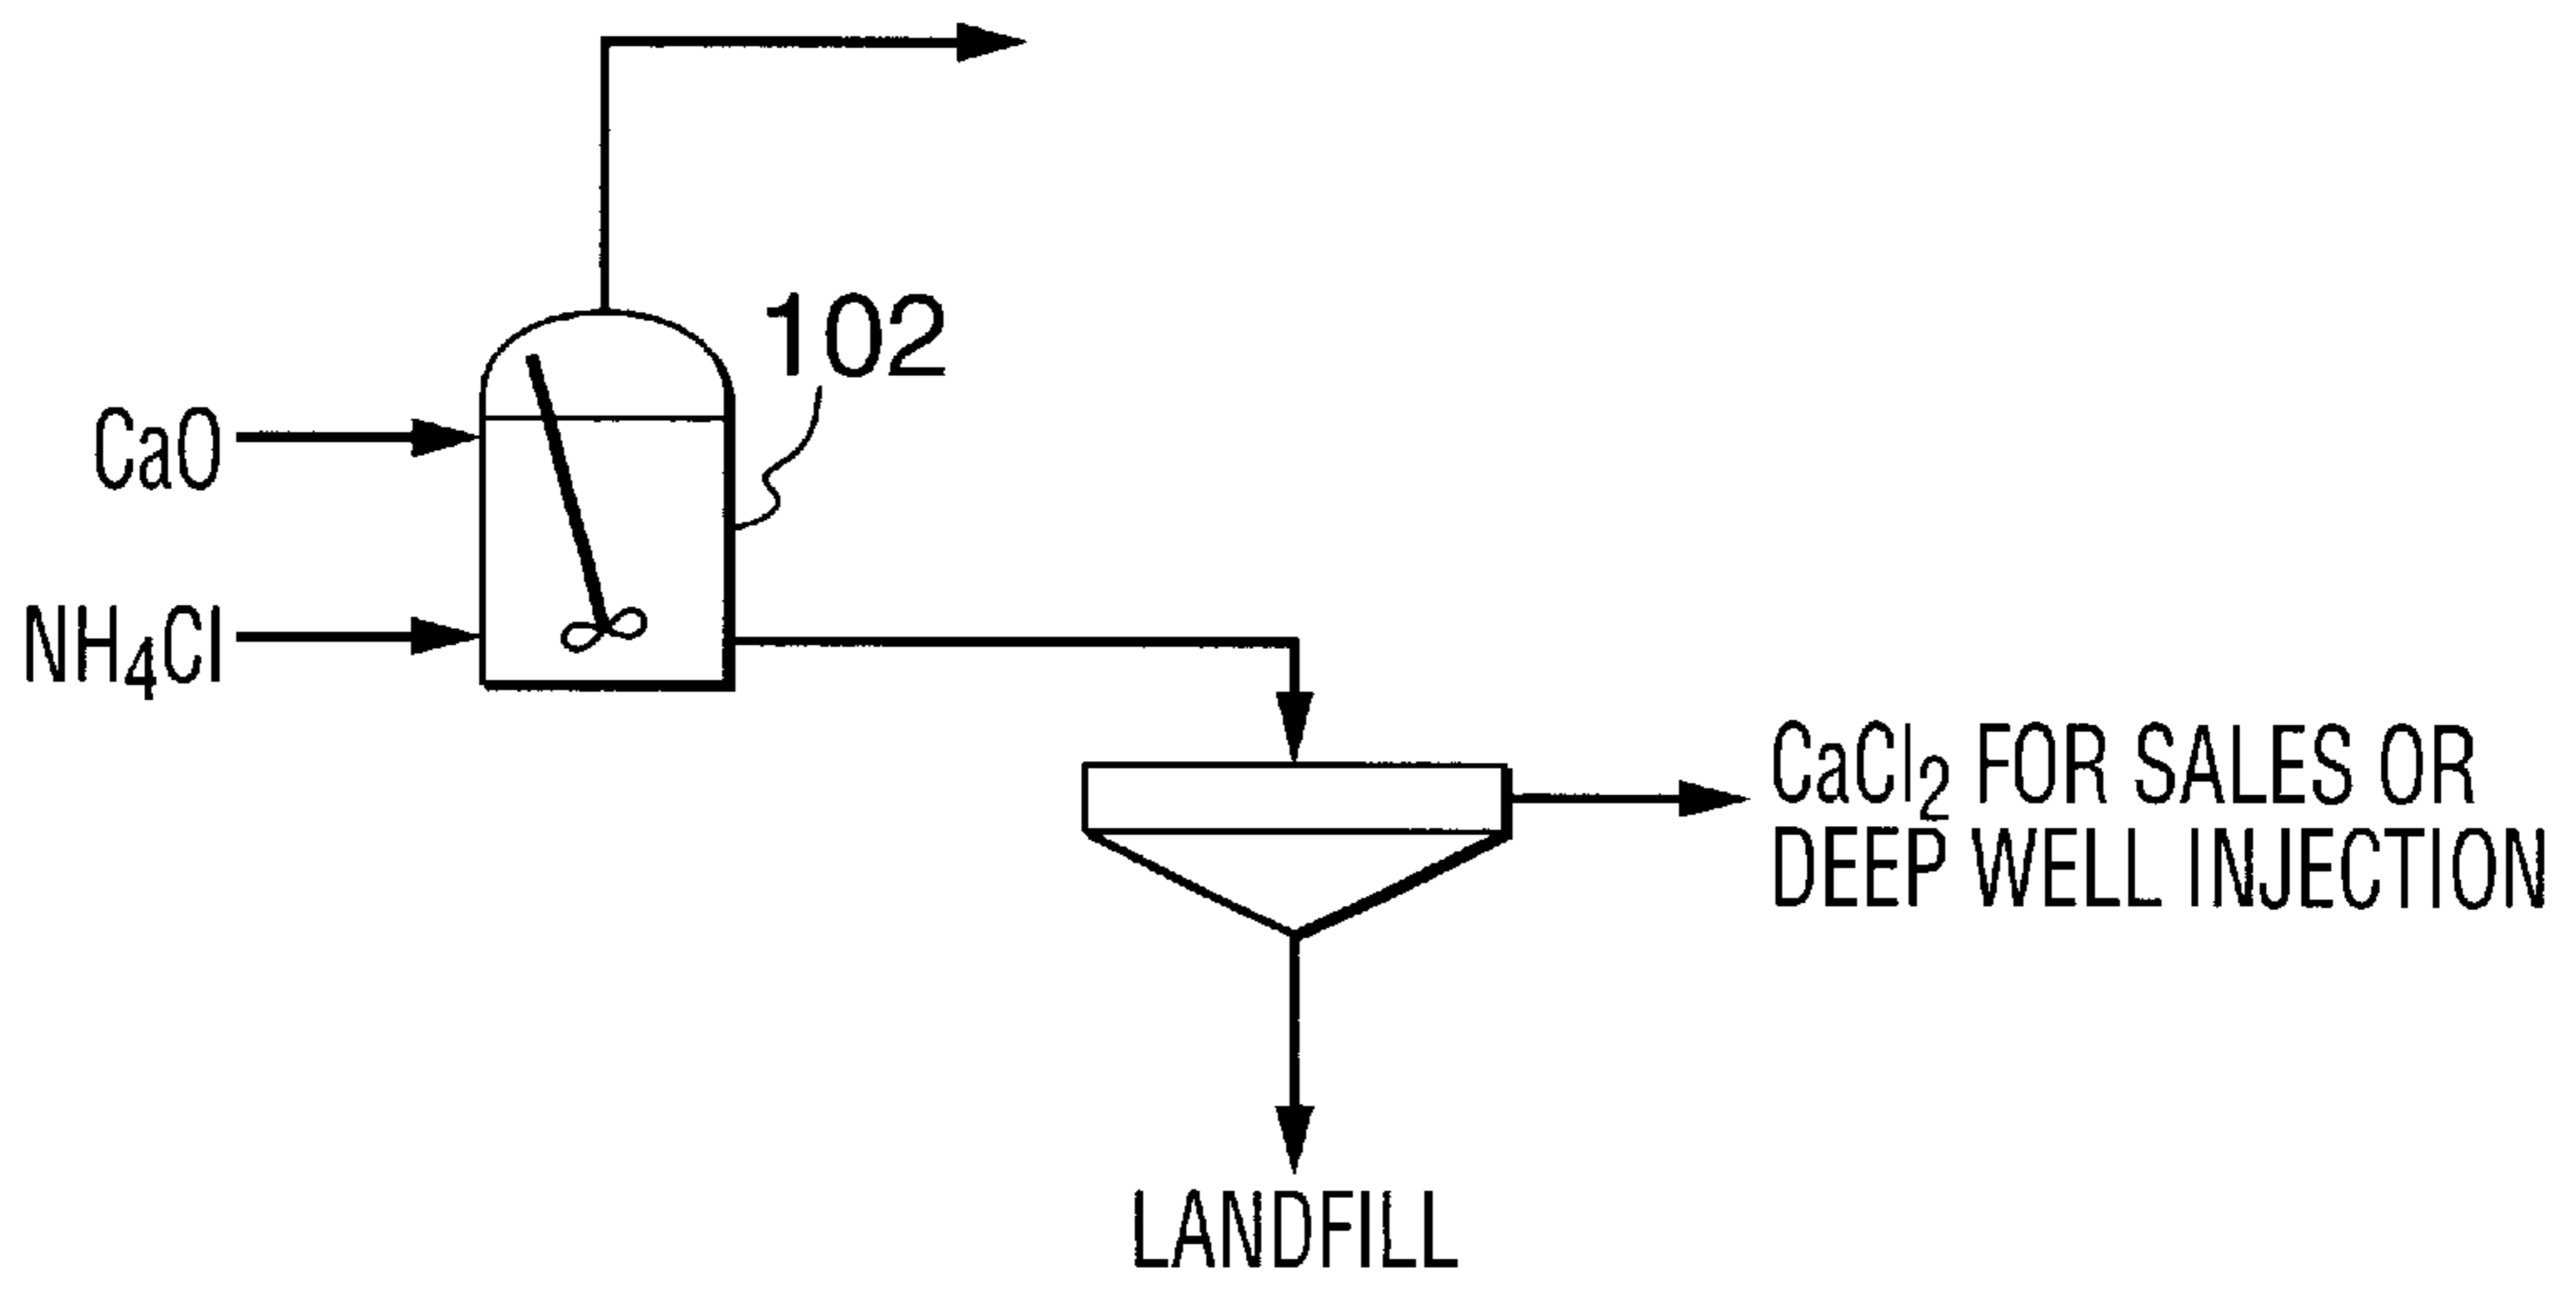 102
CaO
NH₄Cl
CaCl₂ FOR SALES OR
DEEP WELL INJECTION
LANDFILL